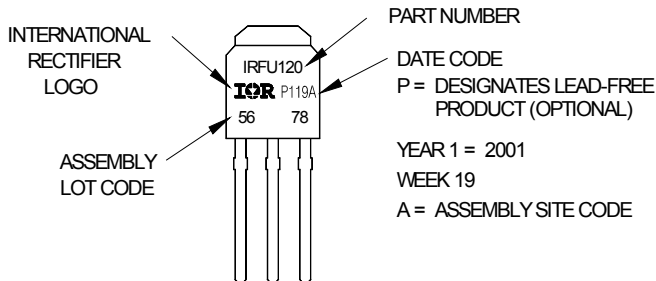 INTERNATIONAL
RECTIFIER
LOGO
ASSEMBLY
LOT CODE
IRFU120
IOR P119A
56 78
PART NUMBER
DATE CODE
P = DESIGNATES LEAD-FREE
PRODUCT (OPTIONAL)
YEAR 1 = 2001
WEEK 19
A = ASSEMBLY SITE CODE